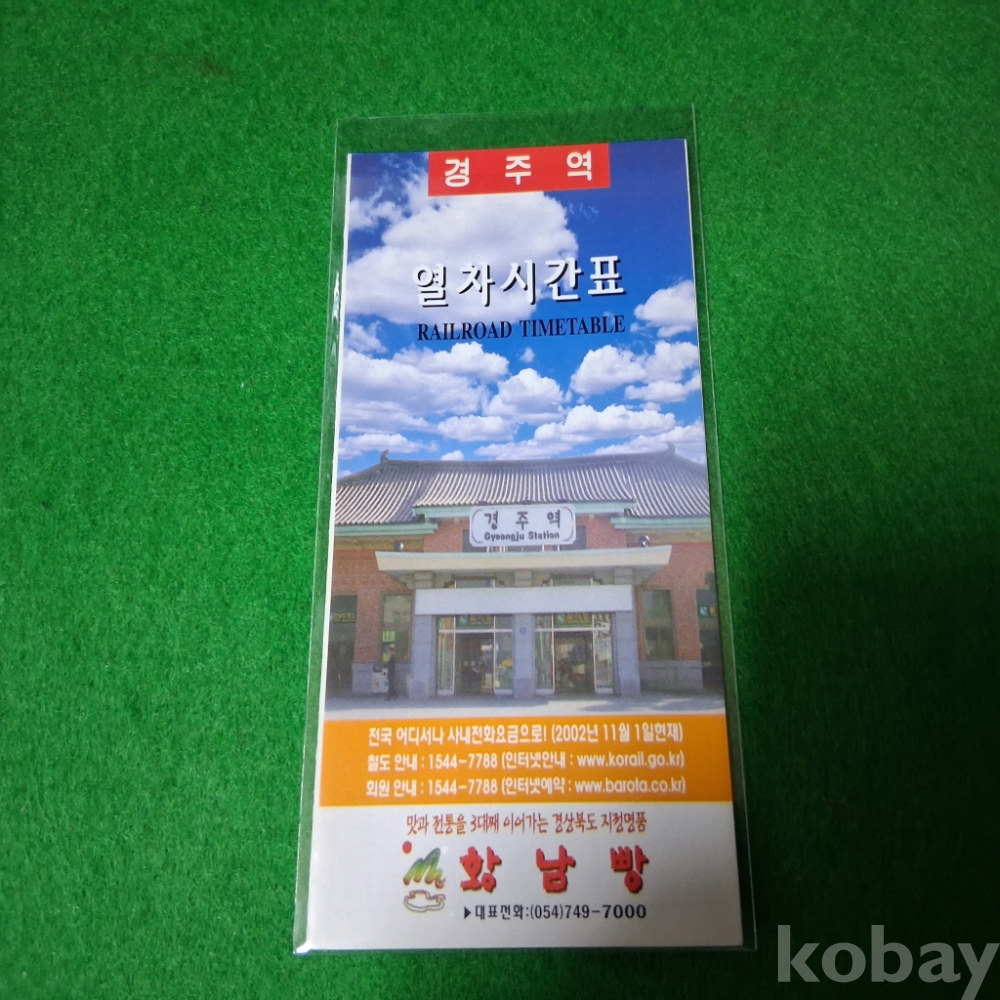 경주역
열차시간표
RAILROAD TIMETABLE
경주역
Gyeongju Station
전국 어디서나 시내전화요금으로! (2002년 11월 1일현재)
철도 안내 : 1544-7788 (인터넷안내 : www.korail.go.kr)
회원 안내 : 1544-7788 (인터넷예약 : www.barota.co.kr)
맛과 전통을 3대째 이어가는 경상북도 지정명품
황남빵
▶대표전화:(054)749-7000
kobay